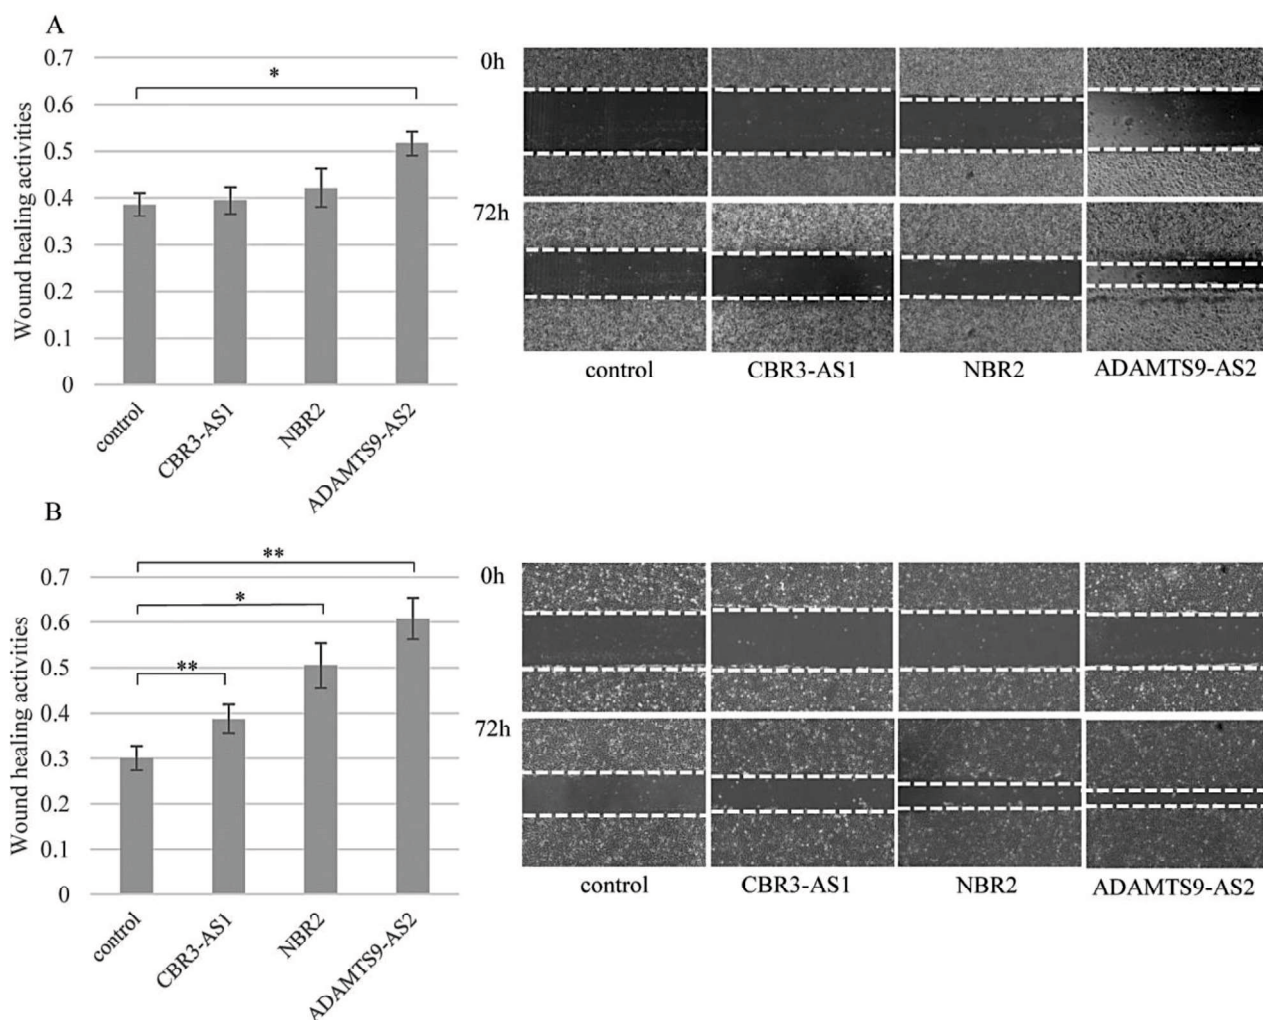 A
0.7
0.6
0.5
0.4
0.3
0.2
0.1
0
Wound healing activities
*
control
CBR3-AS1
NBR2
ADAMTS9-AS2
0h
72h
control
CBR3-AS1
NBR2
ADAMTS9-AS2
B
0.7
0.6
0.5
0.4
0.3
0.2
0.1
0
Wound healing activities
**
*
**
control
CBR3-AS1
NBR2
ADAMTS9-AS2
0h
72h
control
CBR3-AS1
NBR2
ADAMTS9-AS2